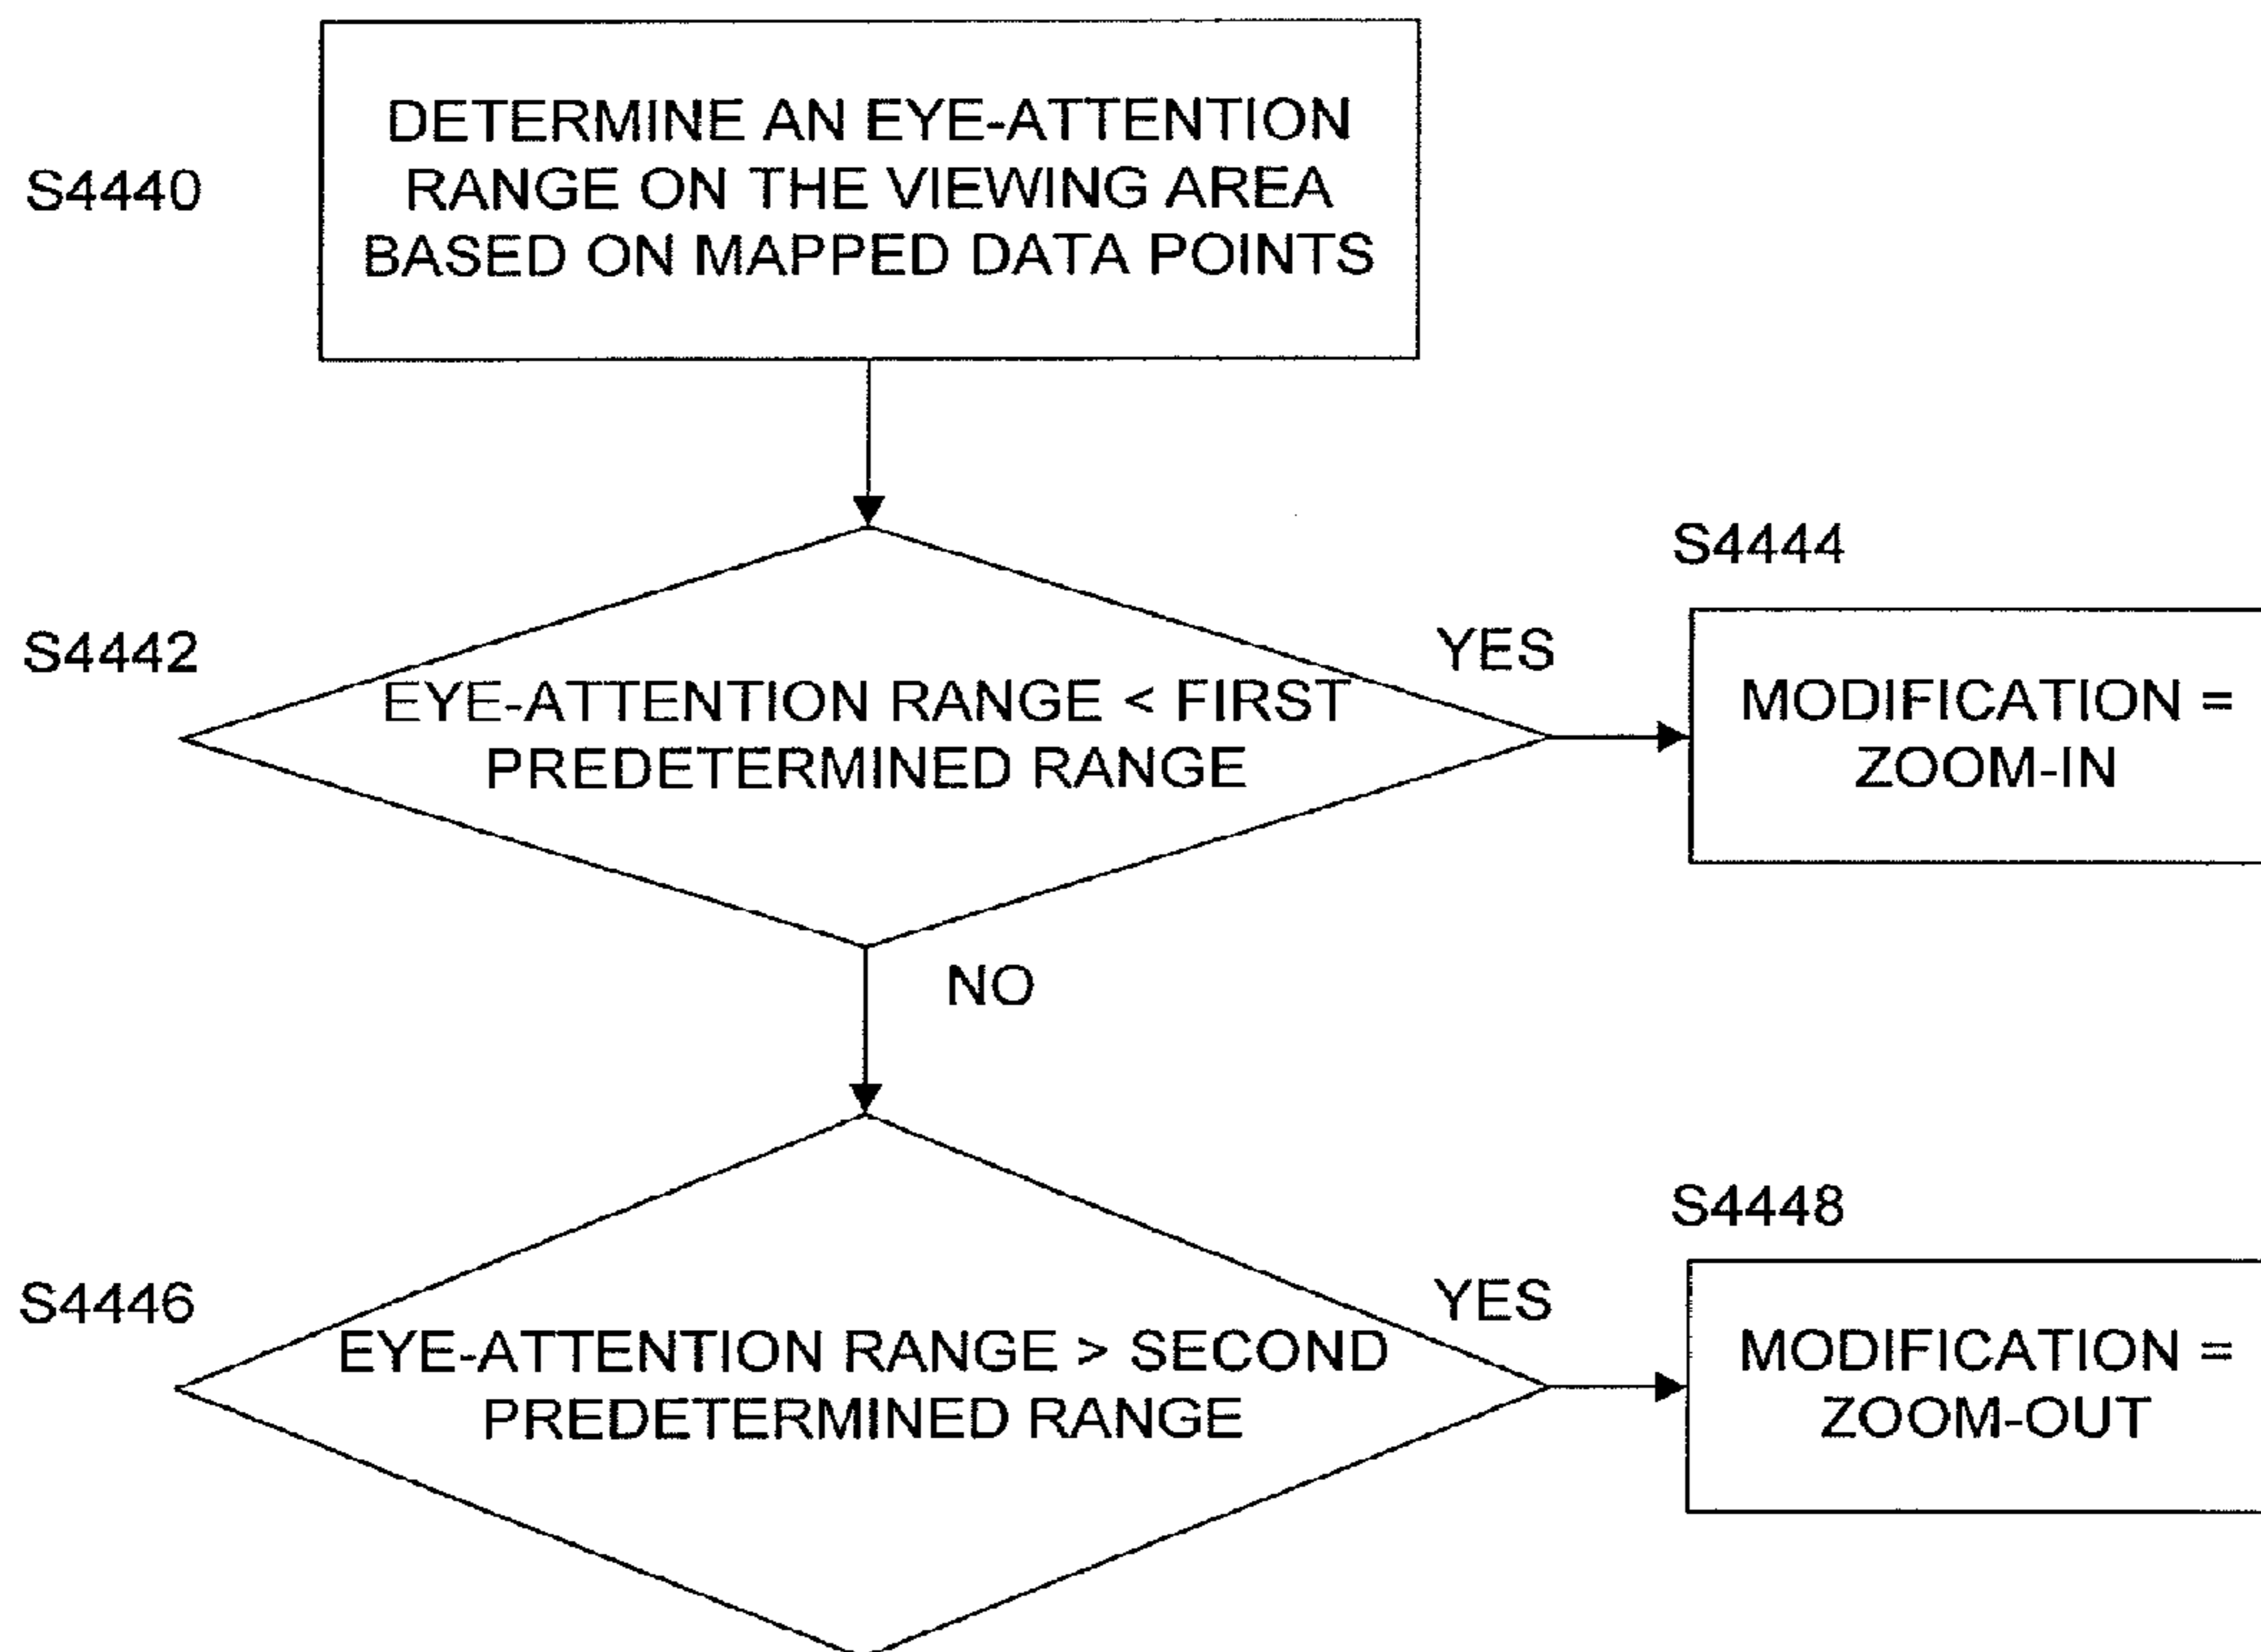 S4440
DETERMINE AN EYE-ATTENTION
RANGE ON THE VIEWING AREA
BASED ON MAPPED DATA POINTS
S4442
EYE-ATTENTION RANGE < FIRST
PREDETERMINED RANGE
YES
S4444
MODIFICATION =
ZOOM-IN
NO
S4446
EYE-ATTENTION RANGE > SECOND
PREDETERMINED RANGE
YES
S4448
MODIFICATION =
ZOOM-OUT